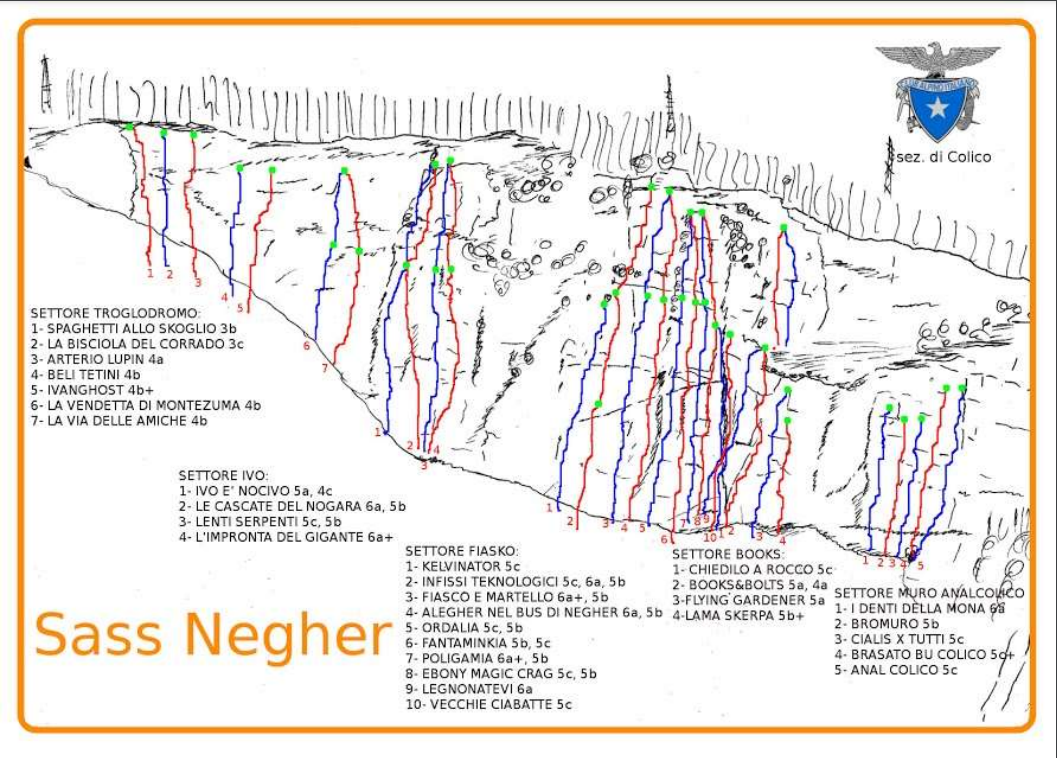 CLUB ALPINO ITALIANO
sez. di Colico
1 2 3 4 5 6 7
SETTORE TROGLODROMO:
1- SPAGHETTI ALLO SKOGLIO 3b
2- LA BISCIOLA DEL CORRADO 3c
3- ARTERIO LUPIN 4a
4- BELI TETINI 4b
5- IVANGHOST 4b+
6- LA VENDETTA DI MONTEZUMA 4b
7- LA VIA DELLE AMICHE 4b
1 2 3 4
SETTORE IVO:
1- IVO E' NOCIVO 5a, 4c
2- LE CASCATE DEL NOGARA 6a, 5b
3- LENTI SERPENTI 5c, 5b
4- L'IMPRONTA DEL GIGANTE 6a+
1 2 3 4 5 6 7 8 9 10
SETTORE FIASKO:
1- KELVINATOR 5c
2- INFISSI TEKNOLOGICI 5c, 6a, 5b
3- FIASCO E MARTELLO 6a+, 5b
4- ALEGHER NEL BUS DI NEGHER 6a, 5b
5- ORDALIA 5c, 5b
6- FANTAMINKIA 5b, 5c
7- POLIGAMIA 6a+, 5b
8- EBONY MAGIC CRAG 5c, 5b
9- LEGNONATEVI 6a
10- VECCHIE CIABATTE 5c
1 2 3 4
SETTORE BOOKS:
1- CHIEDILO A ROCCO 5c
2- BOOKS&BOLTS 5a, 4a
3-FLYING GARDENER 5a
4-LAMA SKERPA 5b+
1 2 3 4 5
SETTORE MURO ANALCOLICO
1- I DENTI DELLA MONA 6a
2- BROMURO 5b
3- CIALIS X TUTTI 5c
4- BRASATO BU COLICO 5c+
5- ANAL COLICO 5c
Sass Negher